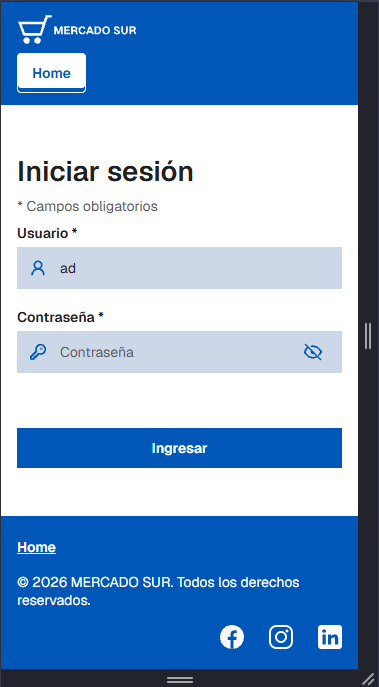 MERCADO SUR
Home
Iniciar sesión
* Campos obligatorios
Usuario *
ad
Contraseña *
Contraseña
Ingresar
Home
© 2026 MERCADO SUR. Todos los derechos
reservados.